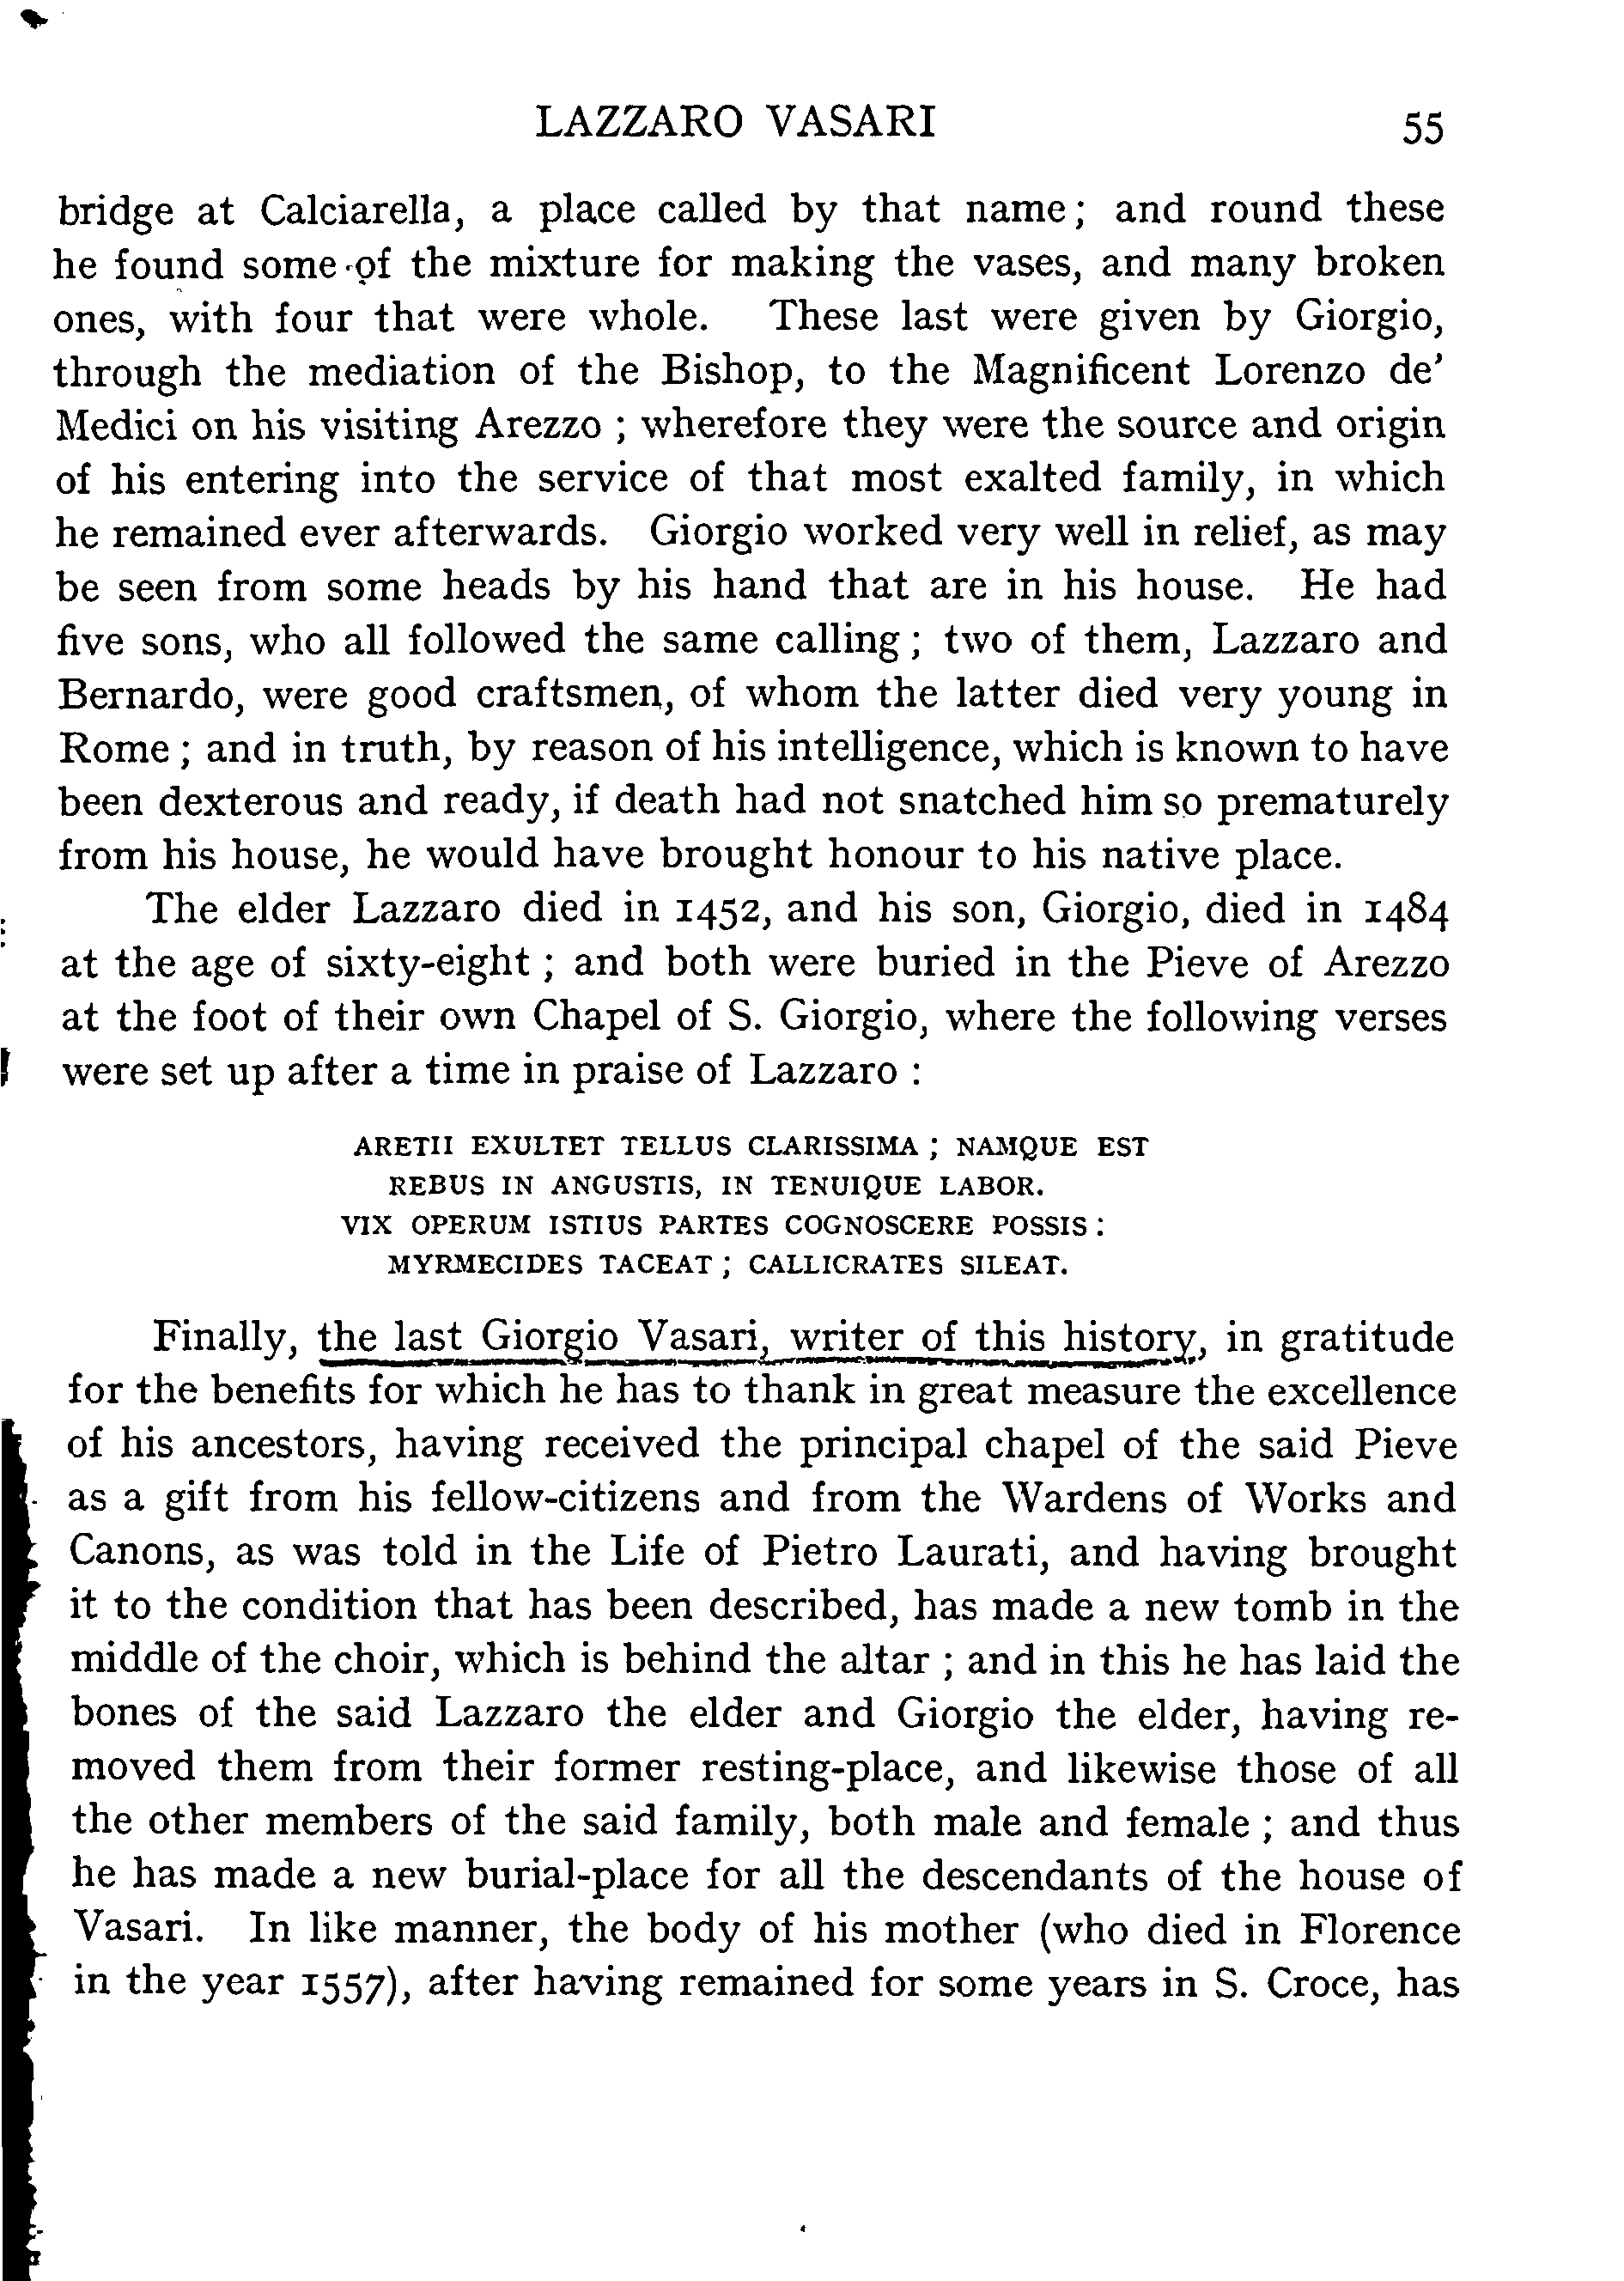 LAZZARO VASARI 55
bridge at Calciarella, a place called by that name; and round these
he found some of the mixture for making the vases, and many broken
ones, with four that were whole. These last were given by Giorgio,
through the mediation of the Bishop, to the Magnificent Lorenzo de'
Medici on his visiting Arezzo ; wherefore they were the source and origin
of his entering into the service of that most exalted family, in which
he remained ever afterwards. Giorgio worked very well in relief, as may
be seen from some heads by his hand that are in his house. He had
five sons, who all followed the same calling ; two of them, Lazzaro and
Bernardo, were good craftsmen, of whom the latter died very young in
Rome ; and in truth, by reason of his intelligence, which is known to have
been dexterous and ready, if death had not snatched him so prematurely
from his house, he would have brought honour to his native place.
The elder Lazzaro died in 1452, and his son, Giorgio, died in 1484
at the age of sixty-eight ; and both were buried in the Pieve of Arezzo
at the foot of their own Chapel of S. Giorgio, where the following verses
were set up after a time in praise of Lazzaro :
ARETII EXULTET TELLUS CLARISSIMA ; NAMQUE EST
REBUS IN ANGUSTIS, IN TENUIQUE LABOR.
VIX OPERUM ISTIUS PARTES COGNOSCERE POSSIS :
MYRMECIDES TACEAT ; CALLICRATES SILEAT.
Finally, the last Giorgio Vasari, writer of this history, in gratitude
for the benefits for which he has to thank in great measure the excellence
of his ancestors, having received the principal chapel of the said Pieve
as a gift from his fellow-citizens and from the Wardens of Works and
Canons, as was told in the Life of Pietro Laurati, and having brought
it to the condition that has been described, has made a new tomb in the
middle of the choir, which is behind the altar ; and in this he has laid the
bones of the said Lazzaro the elder and Giorgio the elder, having re-
moved them from their former resting-place, and likewise those of all
the other members of the said family, both male and female ; and thus
he has made a new burial-place for all the descendants of the house of
Vasari. In like manner, the body of his mother (who died in Florence
in the year 1557), after having remained for some years in S. Croce, has